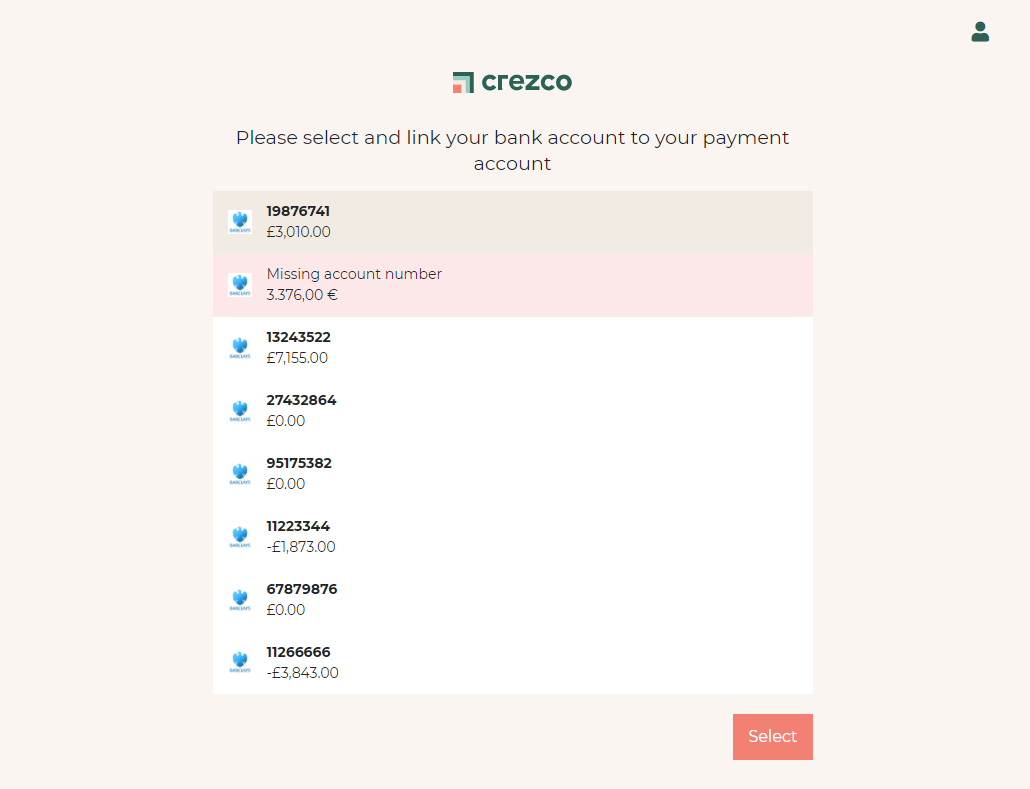 crezco
Please select and link your bank account to your payment
account
19876741
£3,010.00
BARCLAYS
Missing account number
3.376,00 €
BARCLAYS
13243522
£7,155.00
BARCLAYS
27432864
£0.00
BARCLAYS
95175382
£0.00
BARCLAYS
11223344
-£1,873.00
BARCLAYS
67879876
£0.00
BARCLAYS
11266666
-£3,843.00
BARCLAYS
Select